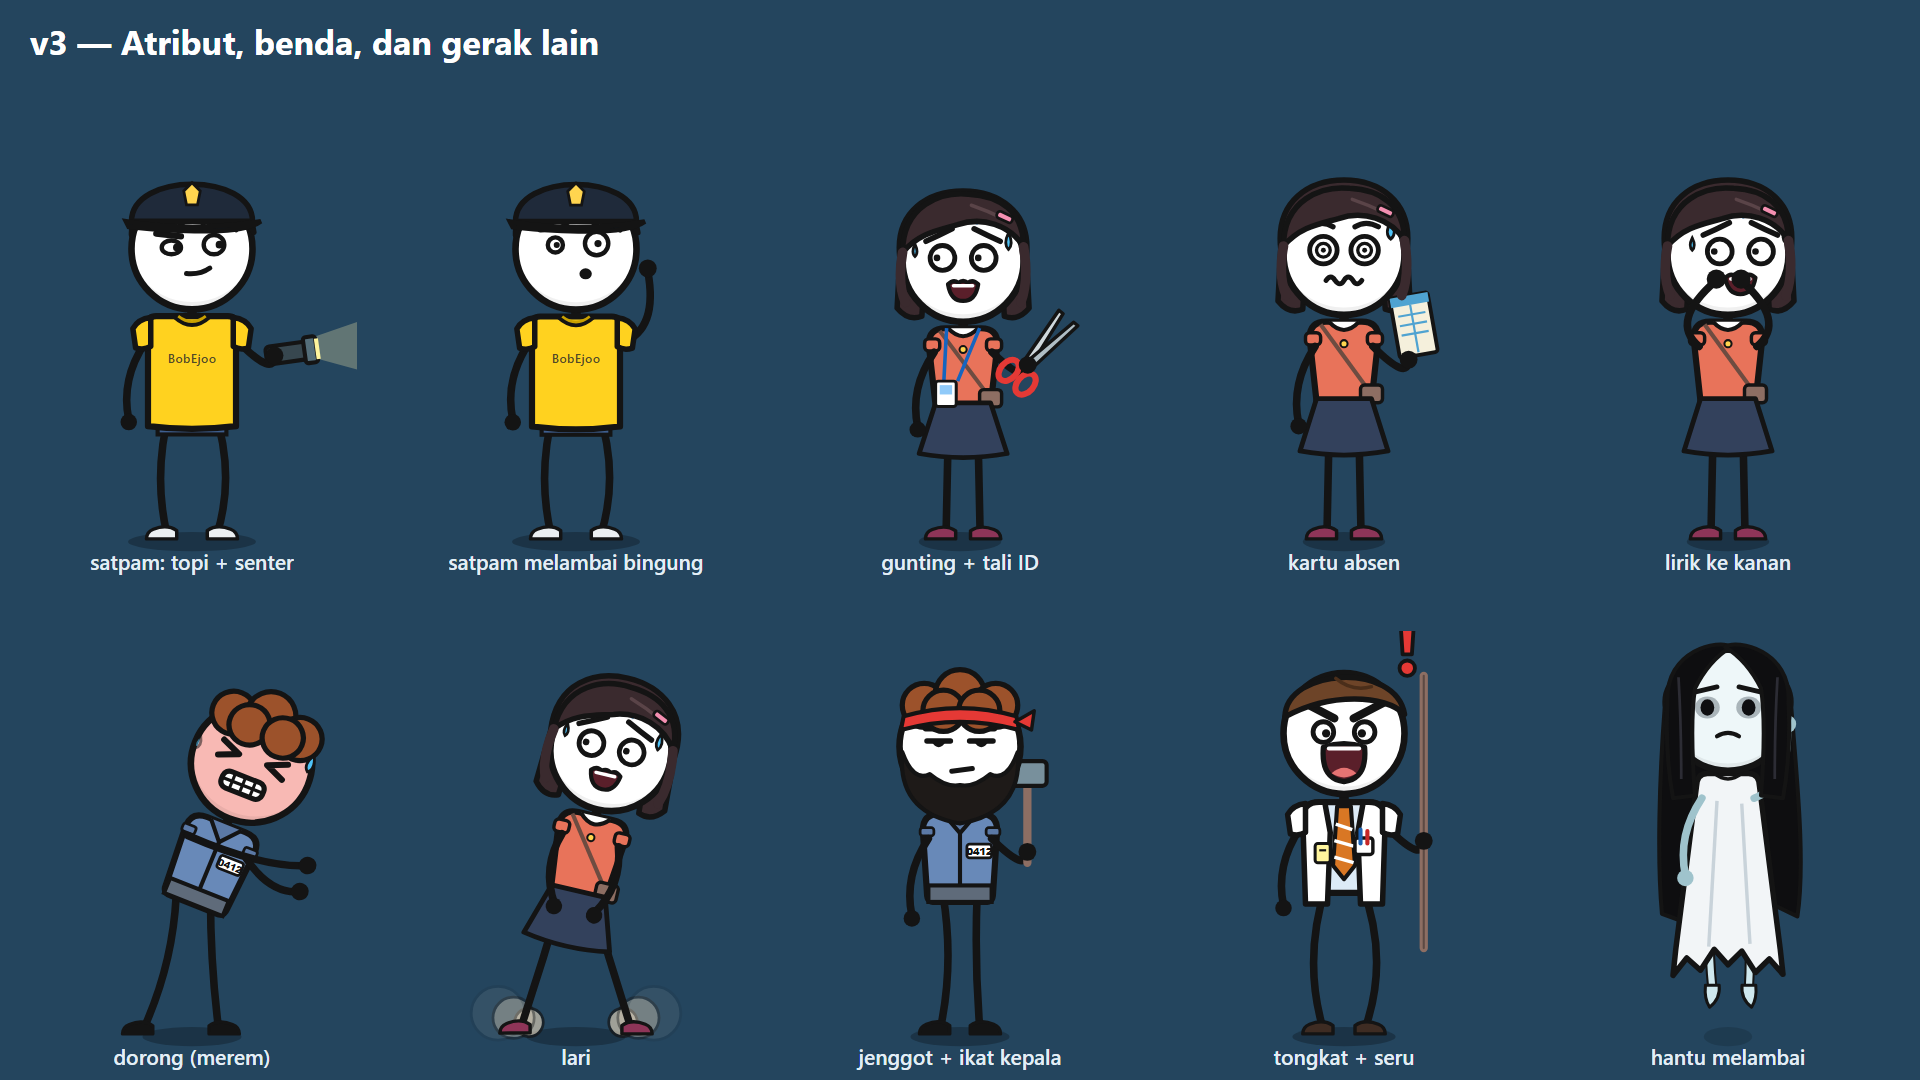 v3 — Atribut, benda, dan gerak lain
BobEjoo
BobEjoo
satpam: topi + senter
satpam melambai bingung
gunting + tali ID
kartu absen
lirik ke kanan
!
0412
0412
dorong (merem)
lari
jenggot + ikat kepala
tongkat + seru
hantu melambai